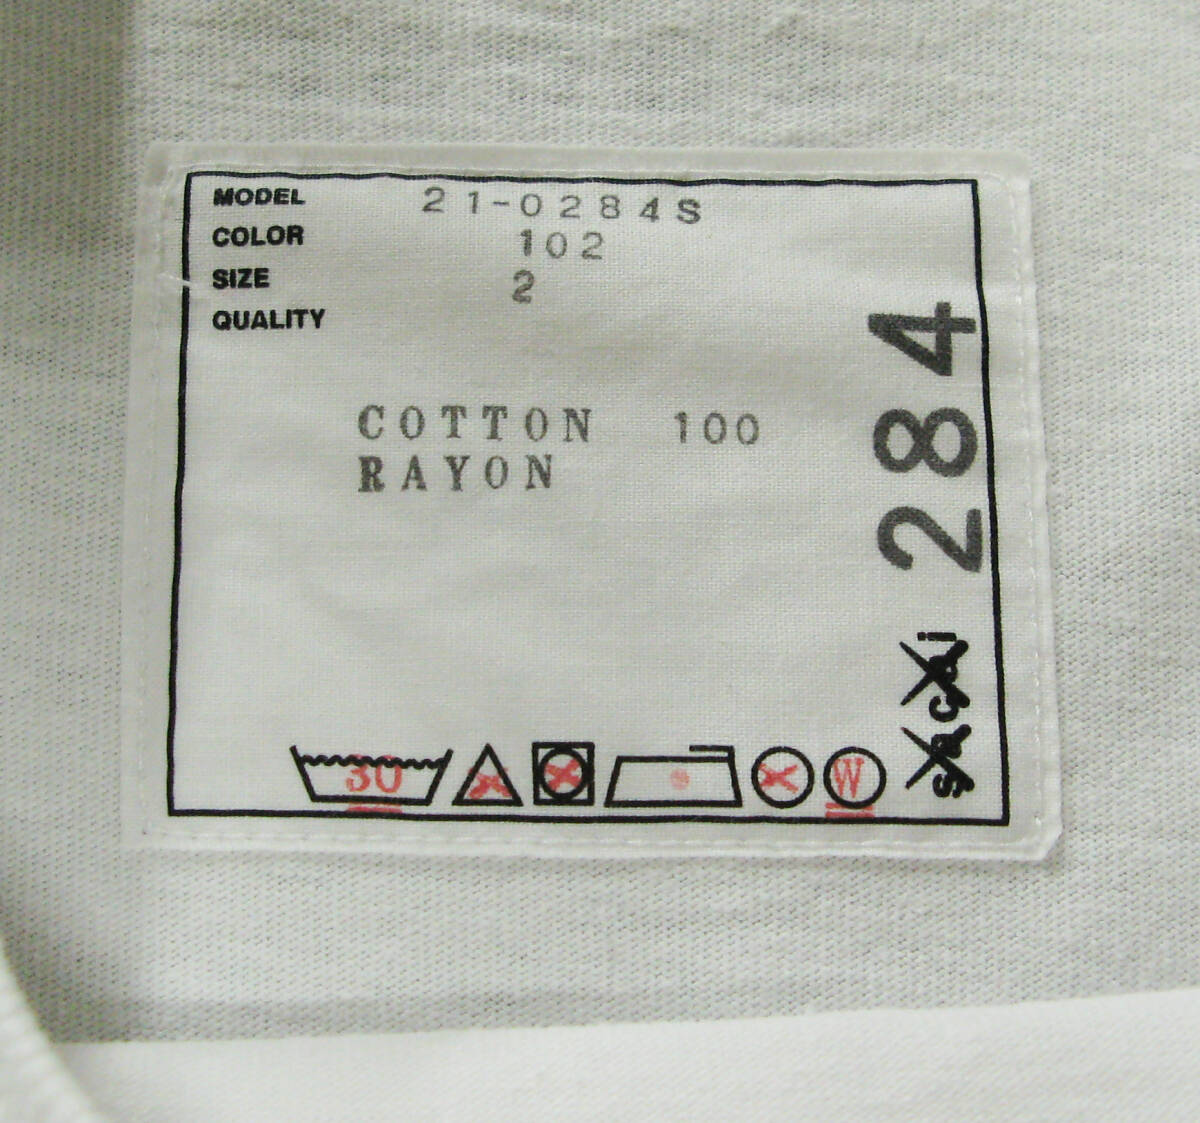 MODEL 21-0284S
COLOR 102
SIZE 2
QUALITY
COTTON 100
RAYON
284
sacai
30
W